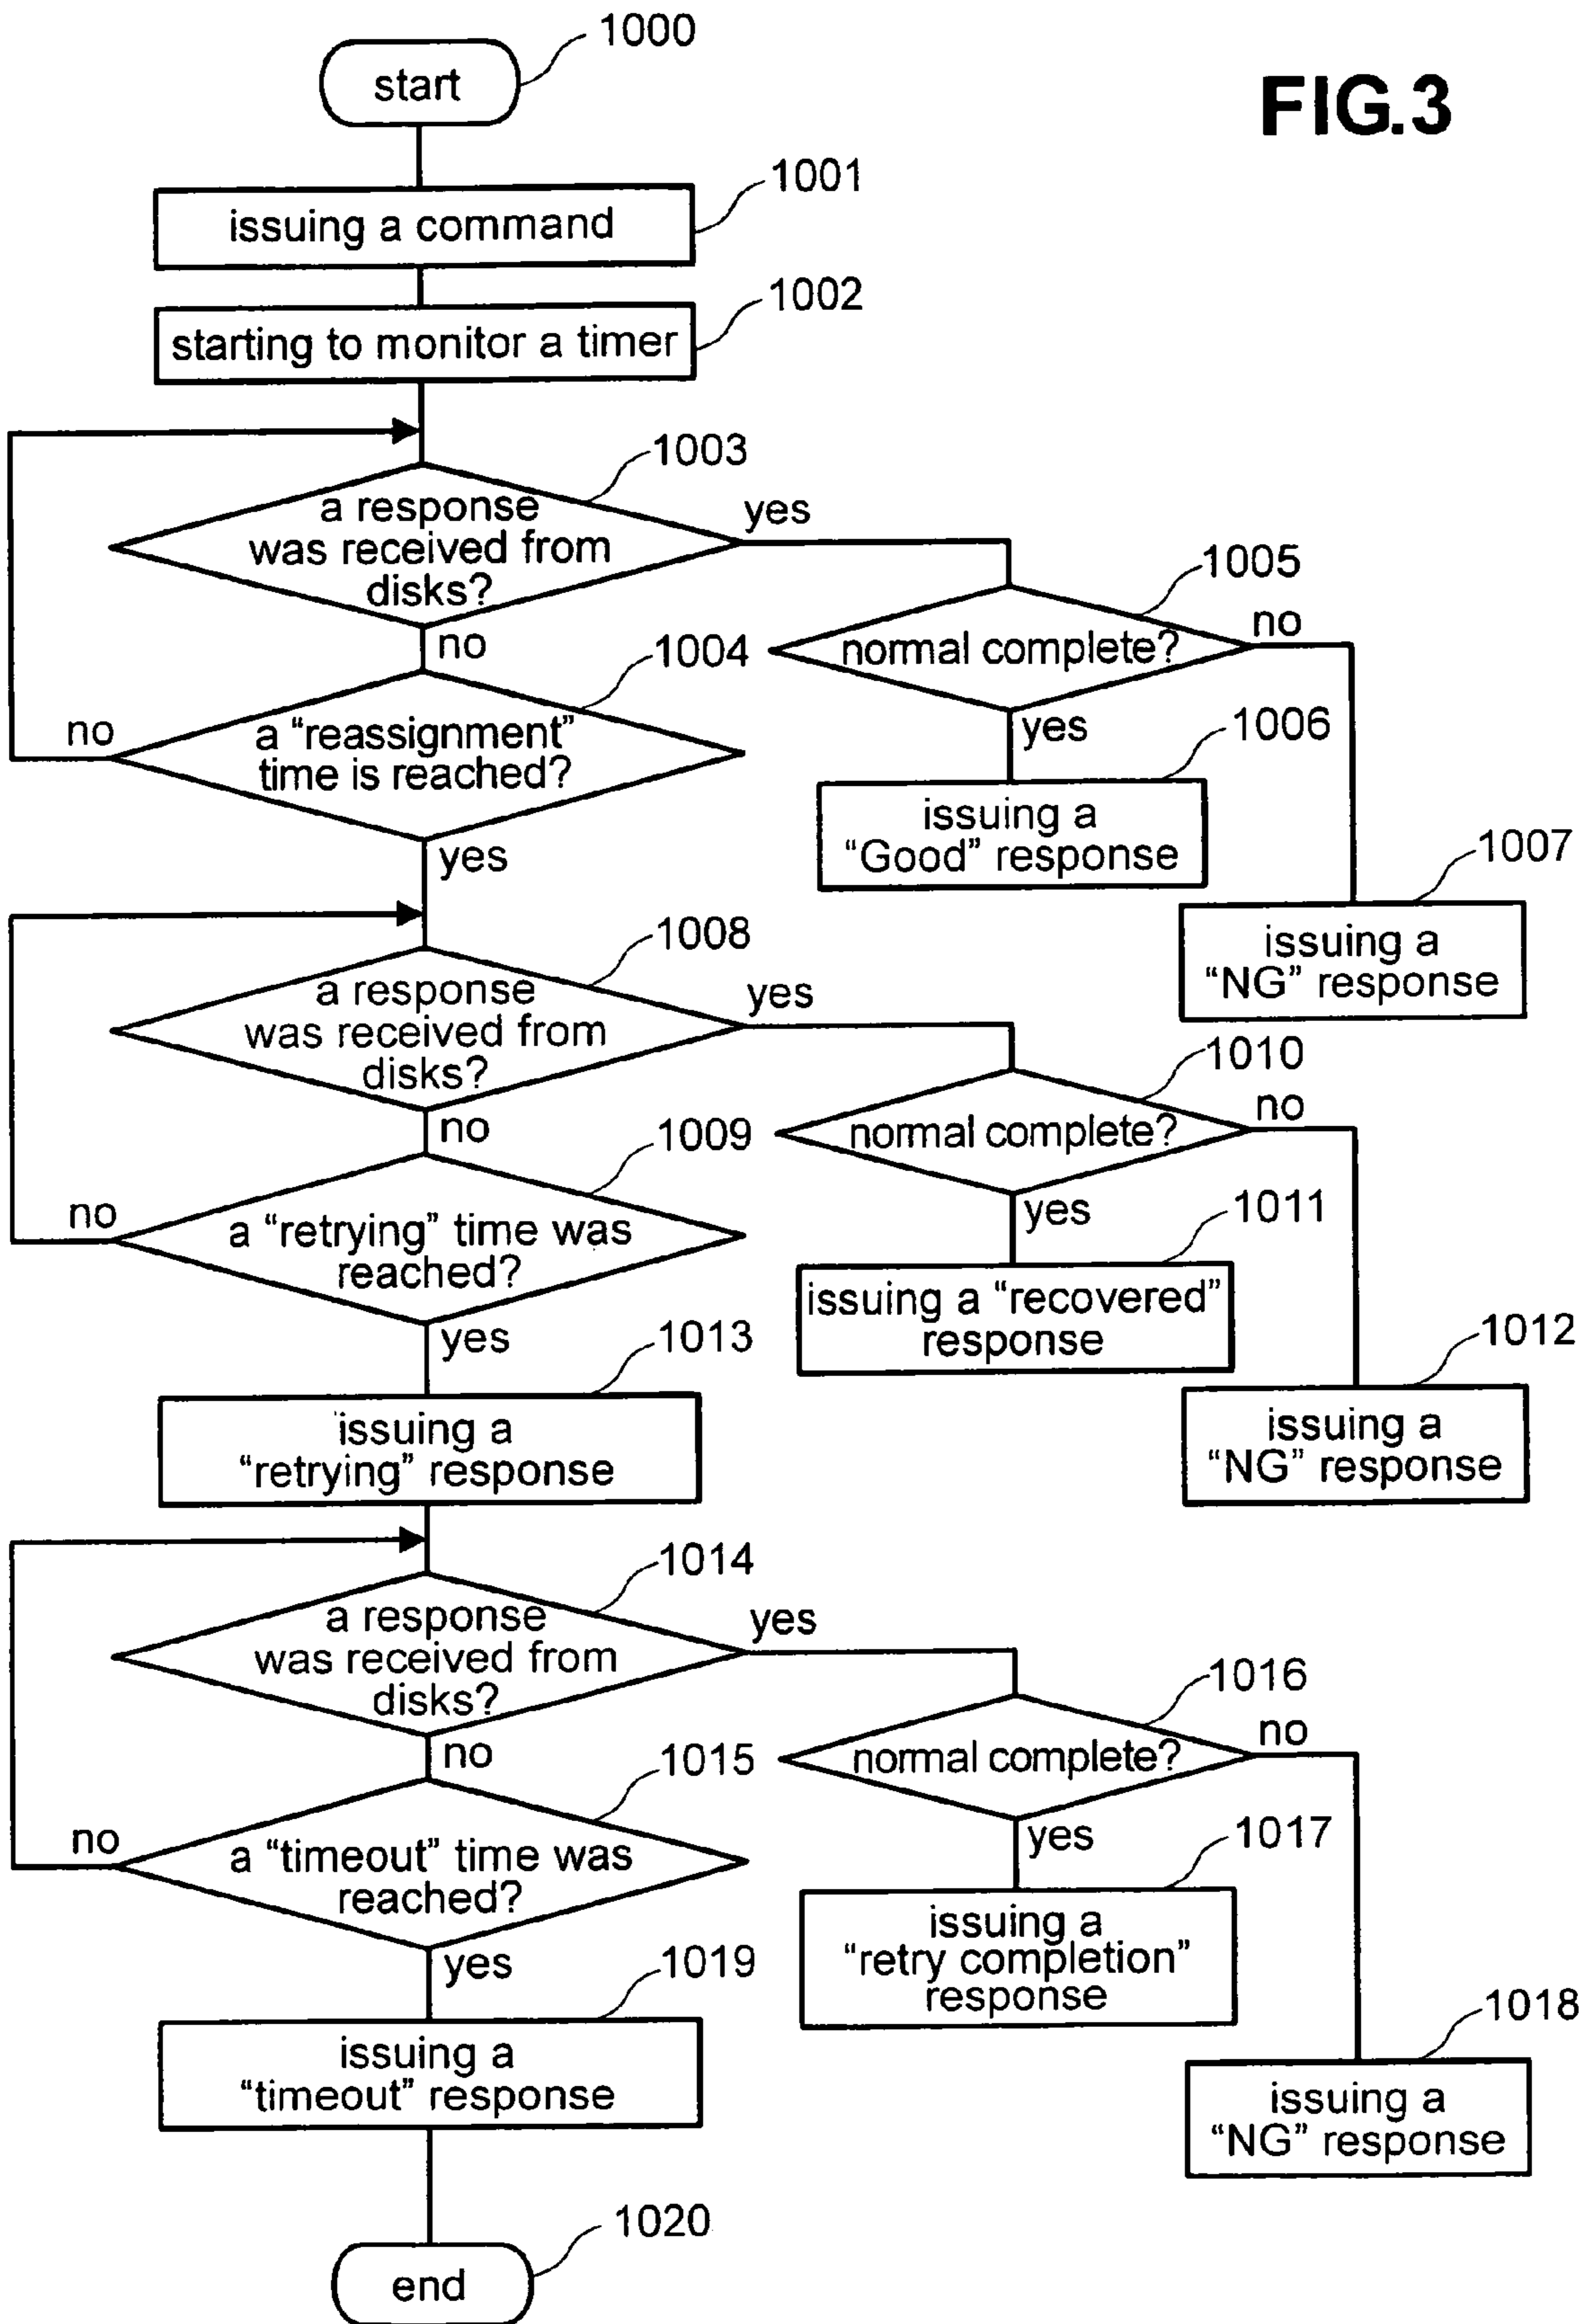 1000
FIG.3
start
1001
issuing a command
1002
starting to monitor a timer
1003
a response
was received from
disks?
yes
no
1005
normal complete?
no
1004
a “reassignment”
time is reached?
no
yes
yes
1006
issuing a
“Good” response
1007
issuing a
“NG” response
1008
a response
was received from
disks?
yes
no
1010
normal complete?
no
1009
a “retrying” time was
reached?
no
yes
yes
1011
issuing a “recovered”
response
1012
issuing a
“NG” response
1013
issuing a
“retrying” response
1014
a response
was received from
disks?
yes
no
1016
normal complete?
no
1015
a “timeout” time was
reached?
no
yes
yes
1017
issuing a
“retry completion”
response
1018
issuing a
“NG” response
1019
issuing a
“timeout” response
1020
end